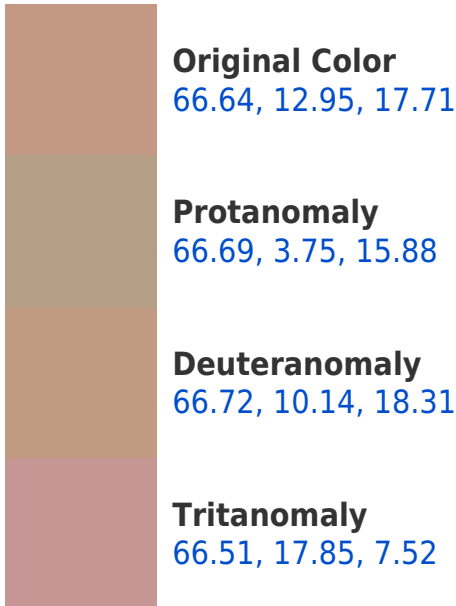 Original Color
66.64, 12.95, 17.71
Protanomaly
66.69, 3.75, 15.88
Deuteranomaly
66.72, 10.14, 18.31
Tritanomaly
66.51, 17.85, 7.52